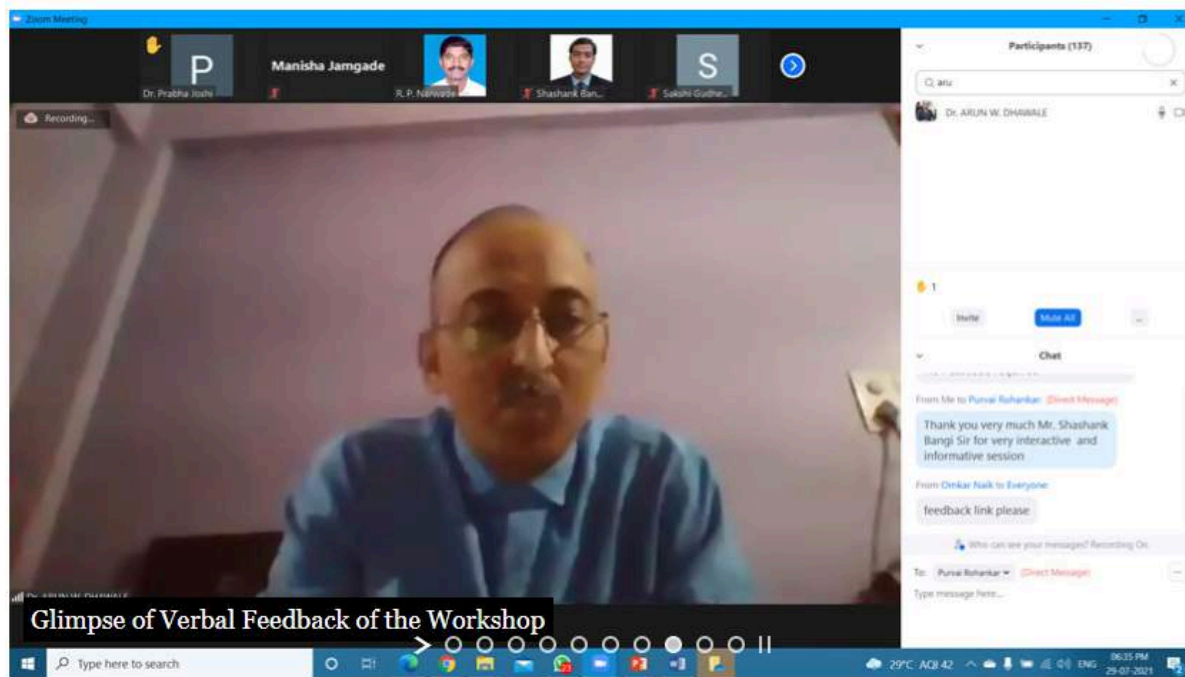 Zoom Meeting
P
Dr. Prabha Joshi
Manisha Jamgade
R. P. Narwade
Shashank Ban...
S
Sakshi Guthe...
Recording...
Participants (137)
aru
Dr. ARUN W. DHAWALE
1
Invite
Mute All
...
Chat
From Me to Purvai Rohankar: (Direct Message)
Thank you very much Mr. Shashank
Bangi Sir for very interactive and
informative session
From Omkar Naik to Everyone:
feedback link please
Who can see your messages? Recording On
To: Purvai Rohankar (Direct Message)
Type message here...
Dr. ARUN W. DHAWALE
Glimpse of Verbal Feedback of the Workshop
Type here to search
29°C AQI 42
ENG
06:35 PM
29-07-2021